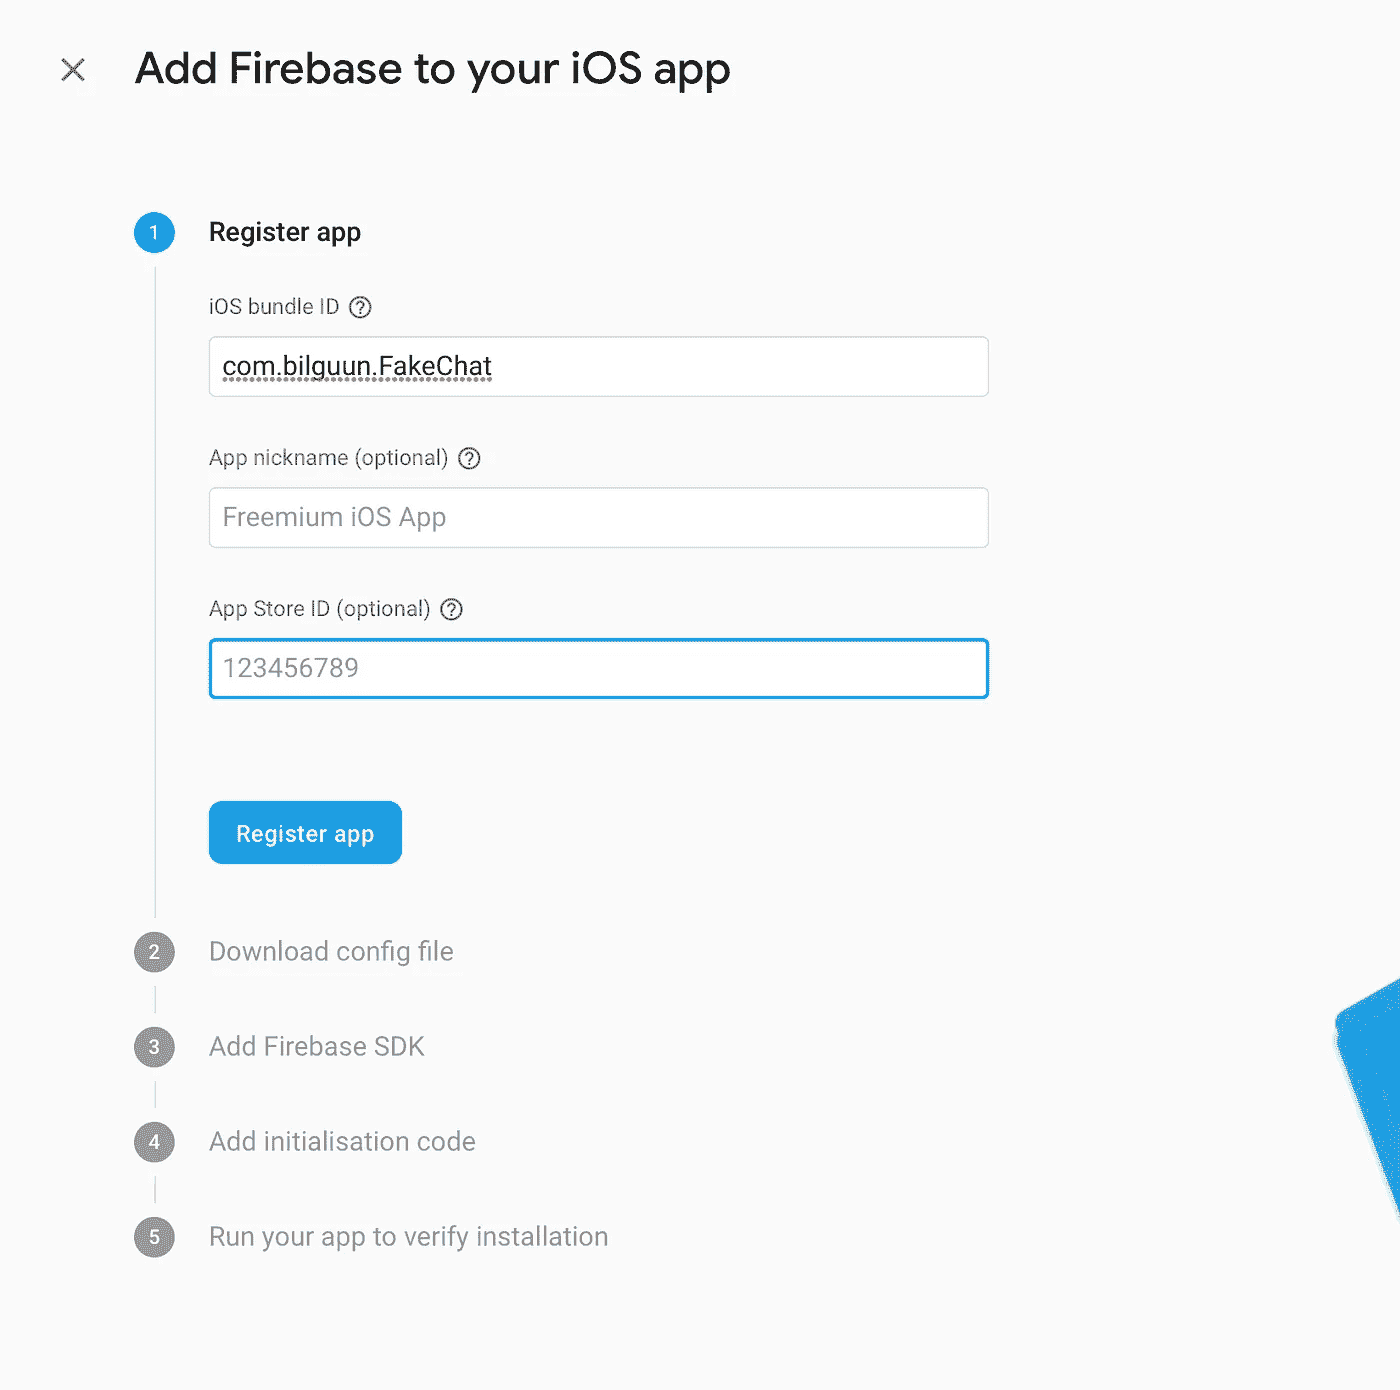 Add Firebase to your iOS app
1 Register app
iOS bundle ID ?
com.bilguun.FakeChat
App nickname (optional) ?
Freemium iOS App
App Store ID (optional) ?
123456789
Register app
2 Download config file
3 Add Firebase SDK
4 Add initialisation code
5 Run your app to verify installation